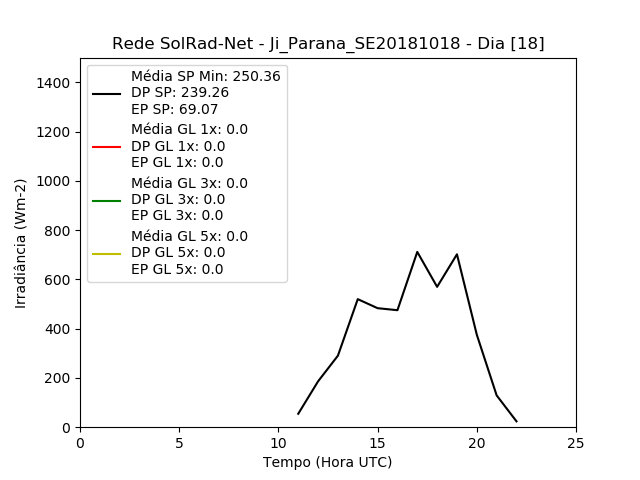 Rede SolRad-Net - Ji_Parana_SE20181018 - Dia [18]
Média SP Min: 250.36
DP SP: 239.26
EP SP: 69.07
Média GL 1x: 0.0
DP GL 1x: 0.0
EP GL 1x: 0.0
Média GL 3x: 0.0
DP GL 3x: 0.0
EP GL 3x: 0.0
Média GL 5x: 0.0
DP GL 5x: 0.0
EP GL 5x: 0.0
Irradiância (Wm-2)
1400
1200
1000
800
600
400
200
0
0 5 10 15 20 25
Tempo (Hora UTC)